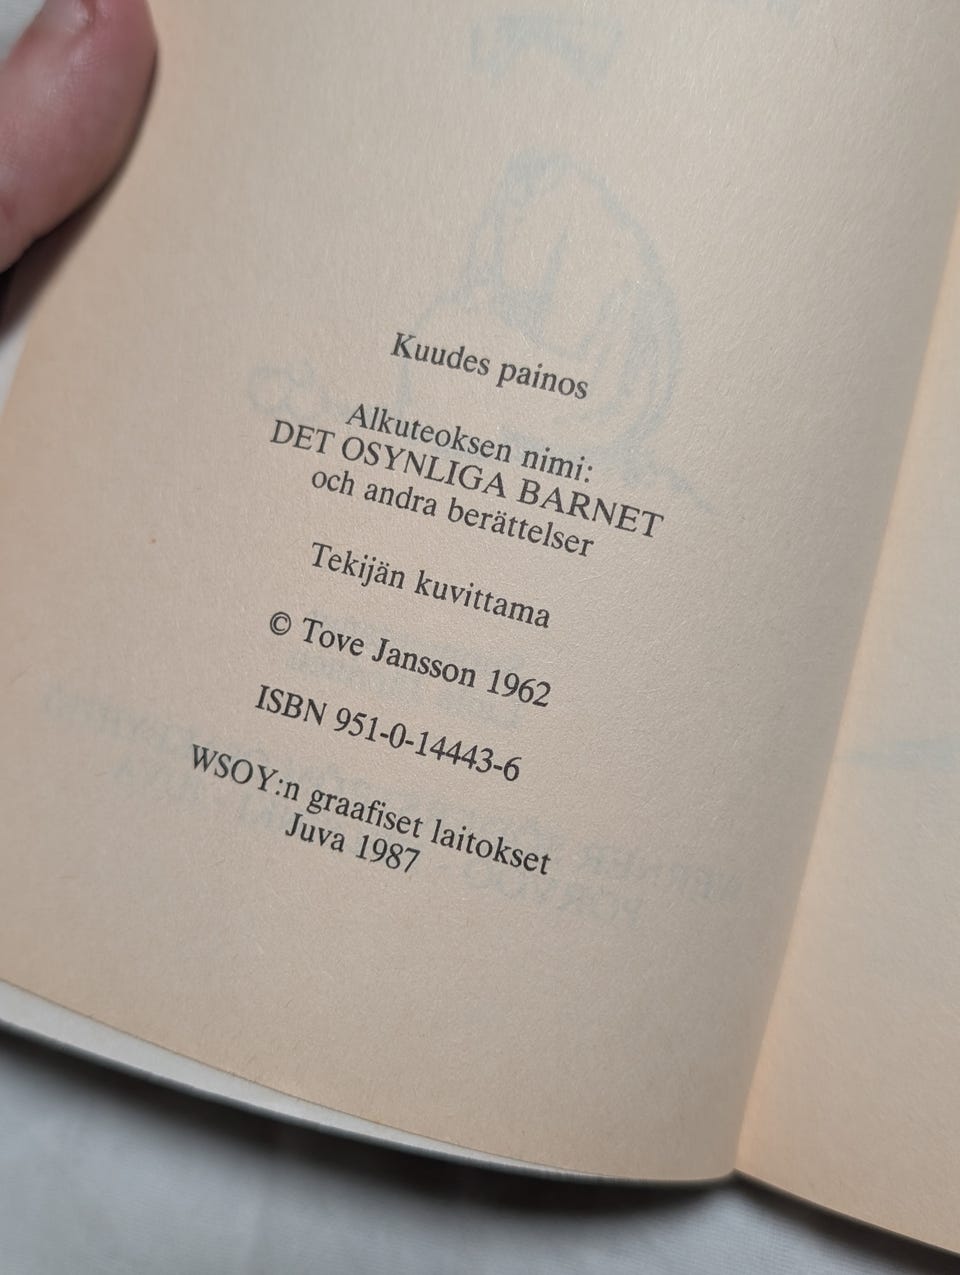 Kuudes painos
Alkuteoksen nimi:
DET OSYNLIGA BARNET
och andra berättelser
Tekijän kuvittama
© Tove Jansson 1962
ISBN 951-0-14443-6
WSOY:n graafiset laitokset
Juva 1987